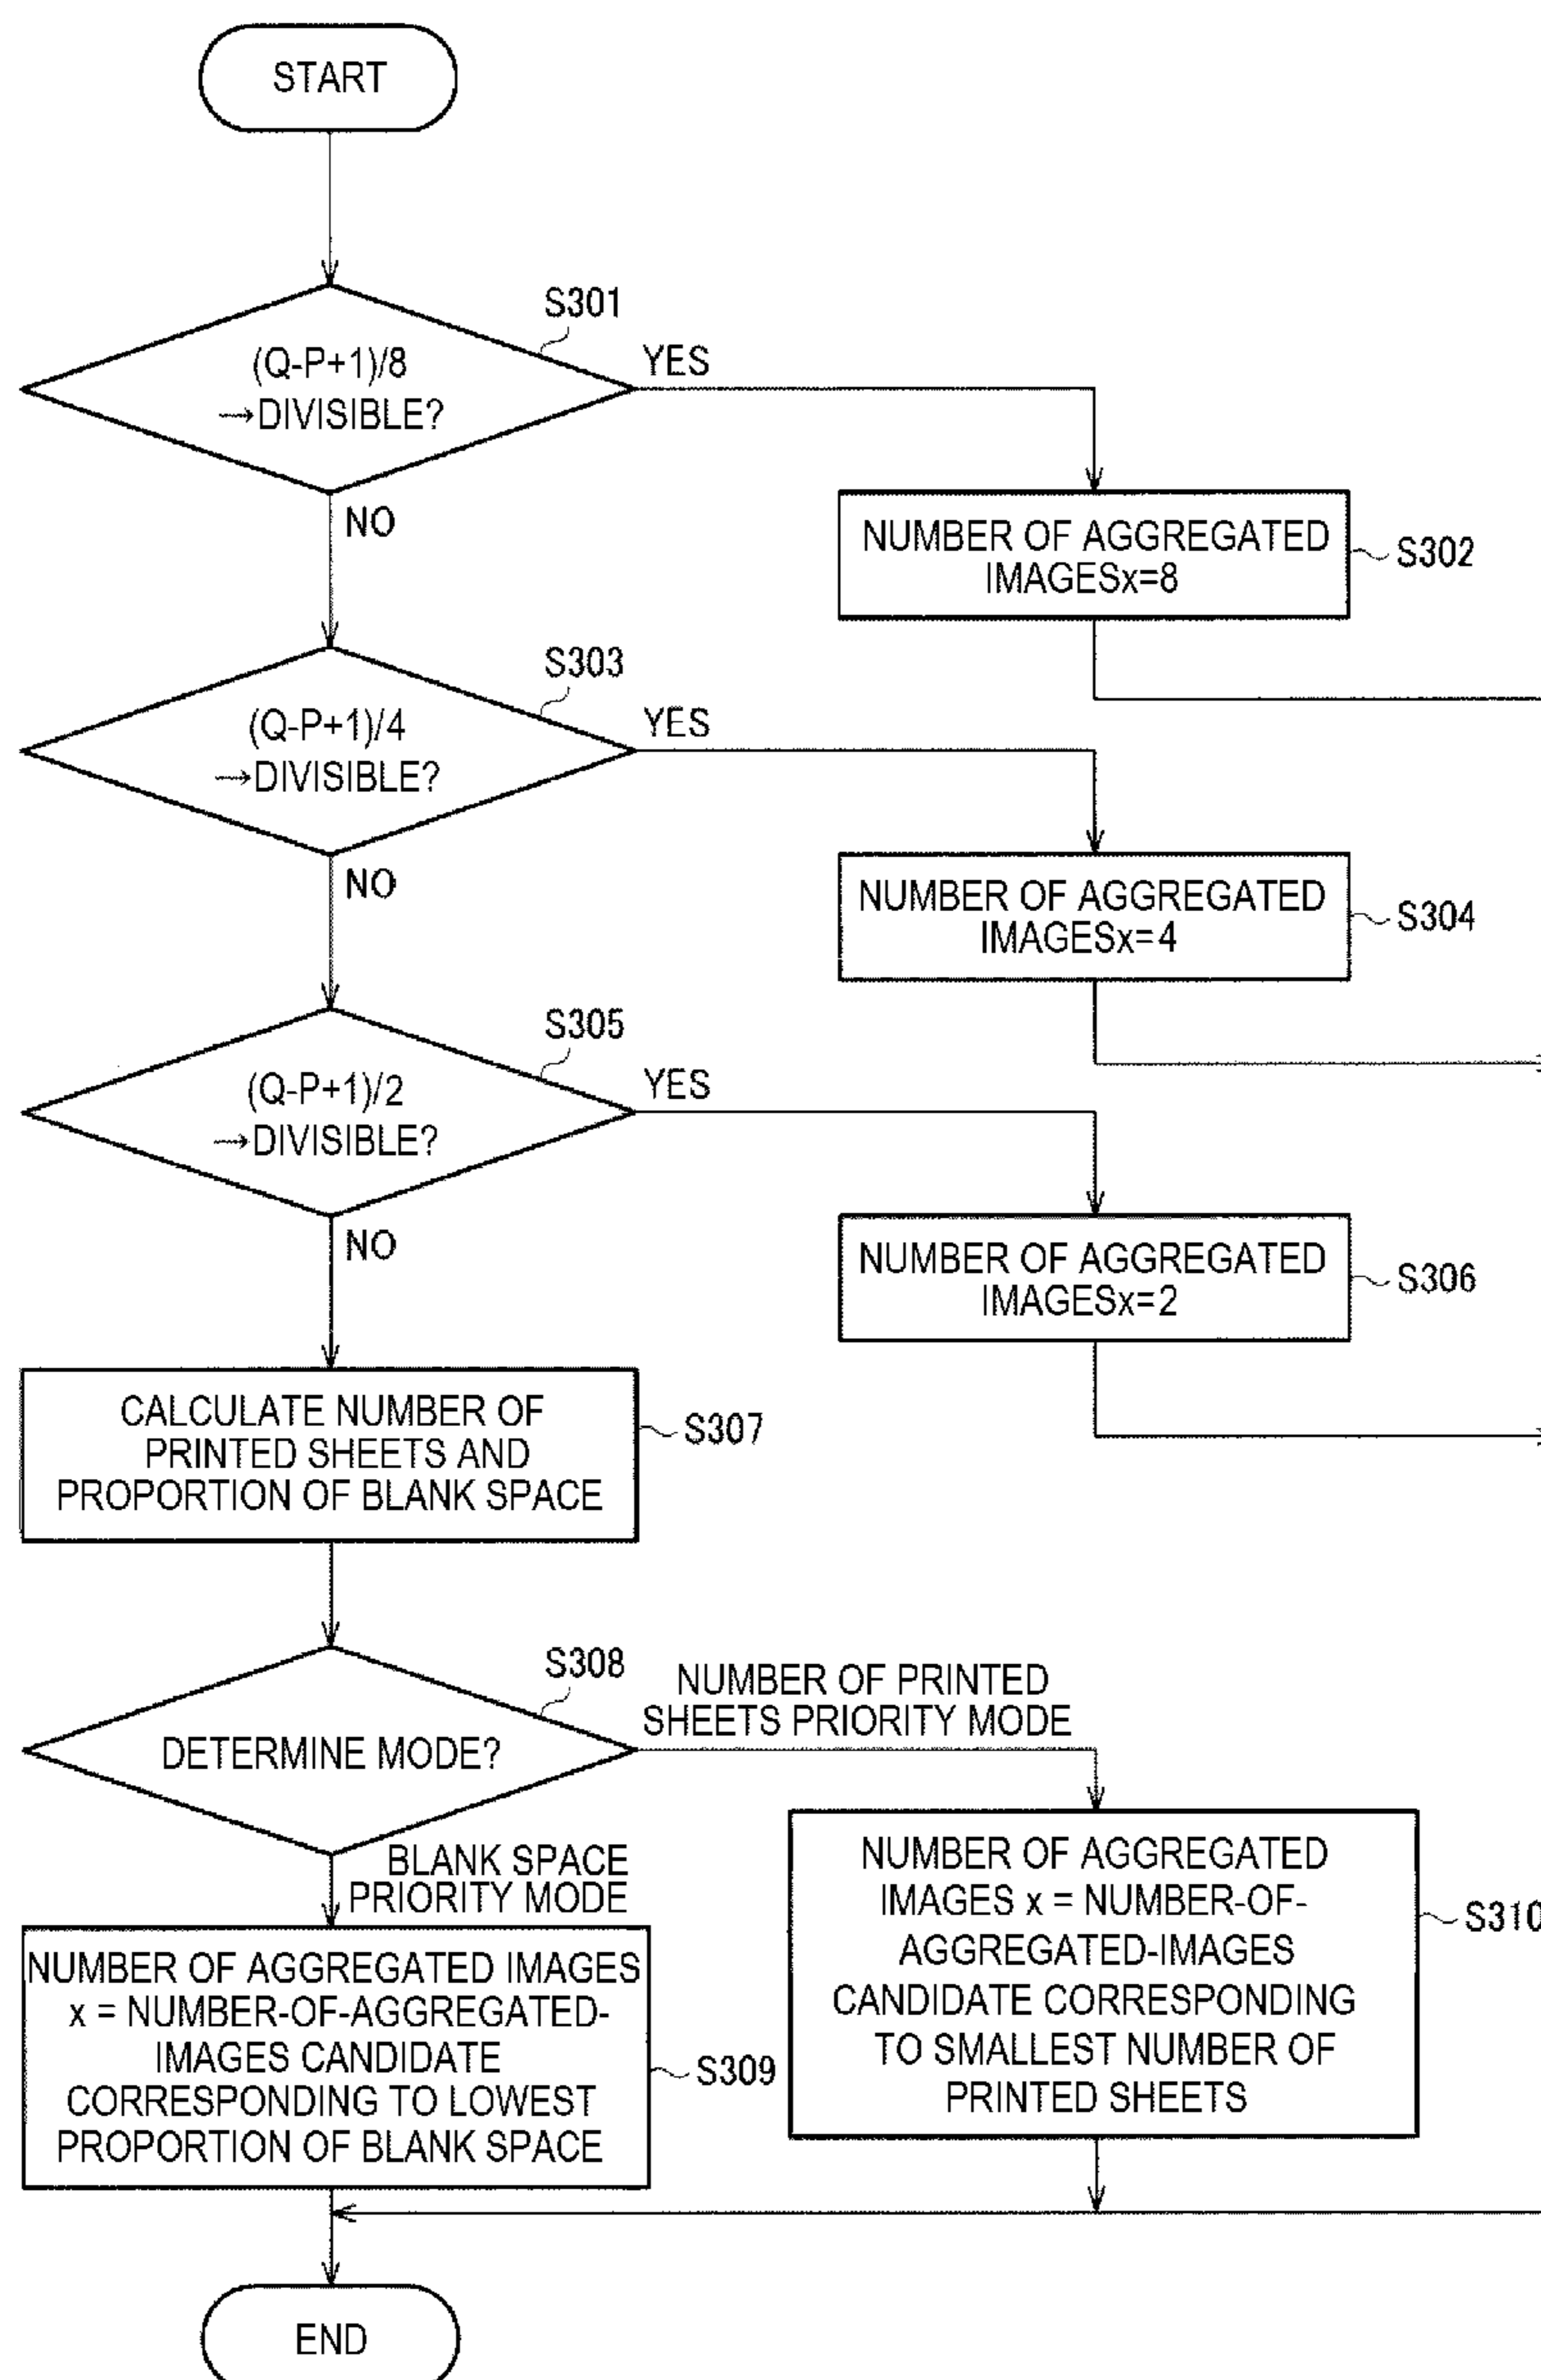 START
S301
(Q-P+1)/8
→DIVISIBLE?
YES
NO
NUMBER OF AGGREGATED
IMAGESx=8
S302
S303
(Q-P+1)/4
→DIVISIBLE?
YES
NO
NUMBER OF AGGREGATED
IMAGESx=4
S304
S305
(Q-P+1)/2
→DIVISIBLE?
YES
NO
NUMBER OF AGGREGATED
IMAGESx=2
S306
CALCULATE NUMBER OF
PRINTED SHEETS AND
PROPORTION OF BLANK SPACE
S307
S308
DETERMINE MODE?
NUMBER OF PRINTED
SHEETS PRIORITY MODE
BLANK SPACE
PRIORITY MODE
NUMBER OF AGGREGATED
IMAGES x = NUMBER-OF-
AGGREGATED-IMAGES
CANDIDATE CORRESPONDING
TO SMALLEST NUMBER OF
PRINTED SHEETS
S310
NUMBER OF AGGREGATED IMAGES
x = NUMBER-OF-AGGREGATED-
IMAGES CANDIDATE
CORRESPONDING TO LOWEST
PROPORTION OF BLANK SPACE
S309
END